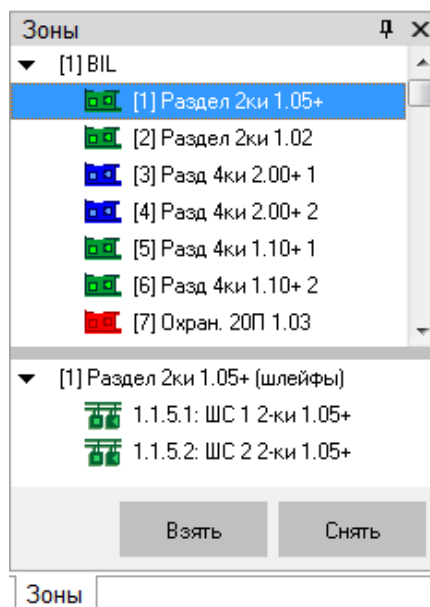 Зоны
[1] BIL
[1] Раздел 2ки 1.05+
[2] Раздел 2ки 1.02
[3] Разд 4ки 2.00+ 1
[4] Разд 4ки 2.00+ 2
[5] Разд 4ки 1.10+ 1
[6] Разд 4ки 1.10+ 2
[7] Охран. 20П 1.03
[1] Раздел 2ки 1.05+ (шлейфы)
1.1.5.1: ШС 1 2-ки 1.05+
1.1.5.2: ШС 2 2-ки 1.05+
Взять Снять
Зоны